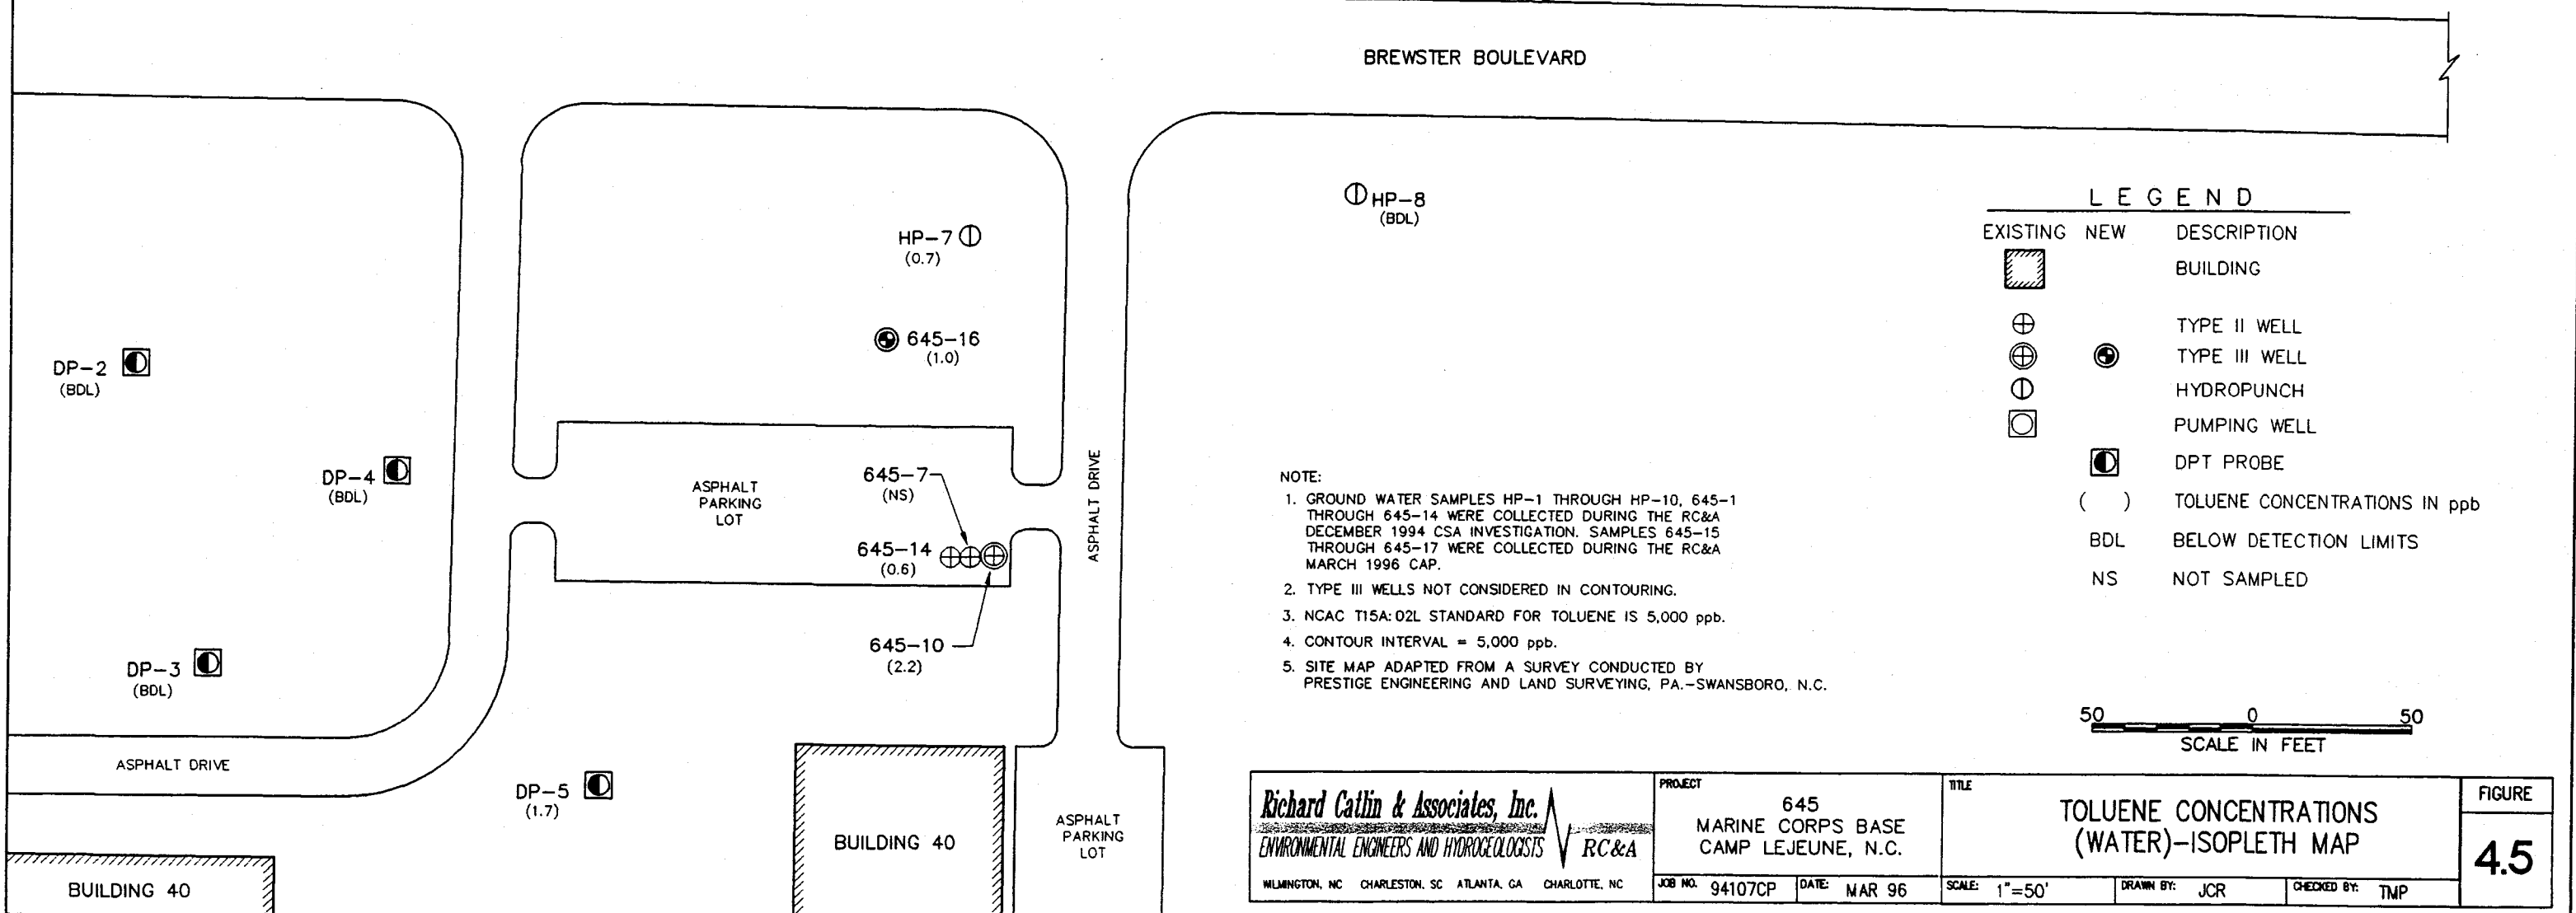 BREWSTER BOULEVARD
HP-8
(BDL)
HP-7
(0.7)
645-16
(1.0)
DP-2
(BDL)
DP-4
(BDL)
645-7
(NS)
ASPHALT
PARKING
LOT
645-14
(0.6)
ASPHALT DRIVE
645-10
(2.2)
DP-3
(BDL)
ASPHALT DRIVE
DP-5
(1.7)
BUILDING 40
BUILDING 40
ASPHALT
PARKING
LOT
LEGEND
EXISTING NEW DESCRIPTION
BUILDING
TYPE II WELL
TYPE III WELL
HYDROPUNCH
PUMPING WELL
DPT PROBE
( ) TOLUENE CONCENTRATIONS IN ppb
BDL BELOW DETECTION LIMITS
NS NOT SAMPLED
NOTE:
1. GROUND WATER SAMPLES HP-1 THROUGH HP-10, 645-1
THROUGH 645-14 WERE COLLECTED DURING THE RC&A
DECEMBER 1994 CSA INVESTIGATION. SAMPLES 645-15
THROUGH 645-17 WERE COLLECTED DURING THE RC&A
MARCH 1996 CAP.
2. TYPE III WELLS NOT CONSIDERED IN CONTOURING.
3. NCAC T15A:02L STANDARD FOR TOLUENE IS 5,000 ppb.
4. CONTOUR INTERVAL = 5,000 ppb.
5. SITE MAP ADAPTED FROM A SURVEY CONDUCTED BY
PRESTIGE ENGINEERING AND LAND SURVEYING, PA.-SWANSBORO, N.C.
50 0 50
SCALE IN FEET
Richard Catlin & Associates, Inc.
ENVIRONMENTAL ENGINEERS AND HYDROGEOLOGISTS RC&A
WILMINGTON, NC CHARLESTON, SC ATLANTA, GA CHARLOTTE, NC
PROJECT
645
MARINE CORPS BASE
CAMP LEJEUNE, N.C.
JOB NO. 94107CP DATE: MAR 96
TITLE
TOLUENE CONCENTRATIONS
(WATER)-ISOPLETH MAP
SCALE: 1"=50' DRAWN BY: JCR CHECKED BY: TMP
FIGURE
4.5